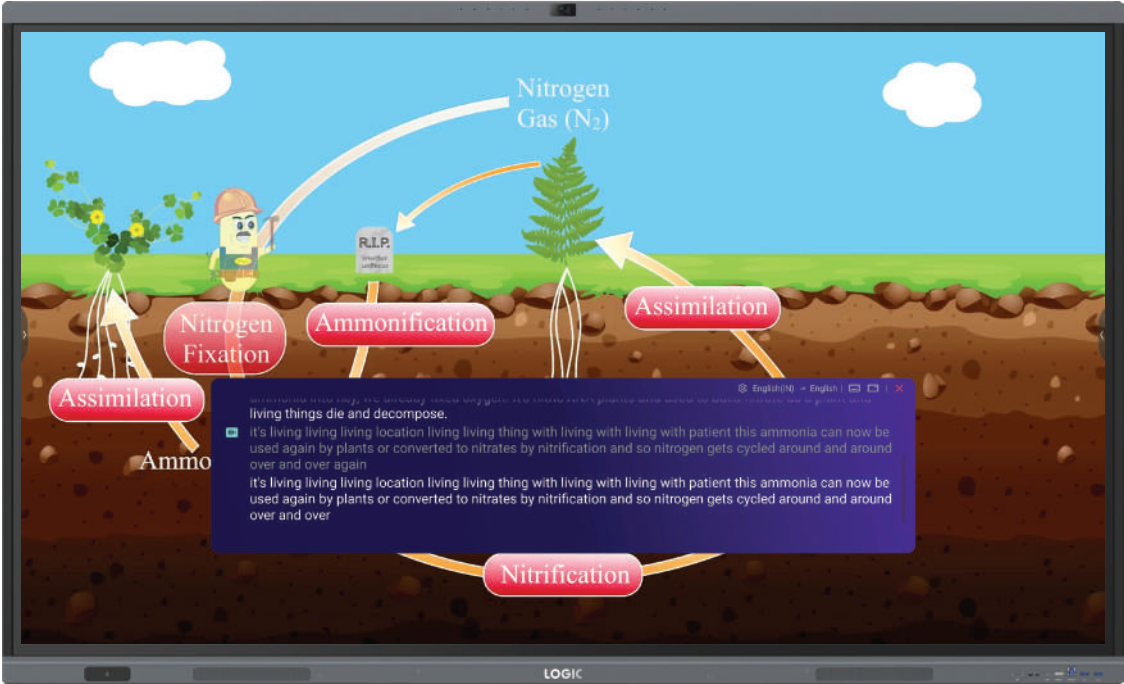 Nitrogen
Gas (N₂)
R.I.P.
Assimilation
Nitrogen
Fixation
Ammonification
Assimilation
English(IN)
English
living things die and decompose.
it's living living living location living living thing with living with living with patient this ammonia can now be
used again by plants or converted to nitrates by nitrification and so nitrogen gets cycled around and around
over and over again
it's living living living location living living thing with living with living with patient this ammonia can now be
used again by plants or converted to nitrates by nitrification and so nitrogen gets cycled around and around
over and over
Ammo
Nitrification
LOGIC